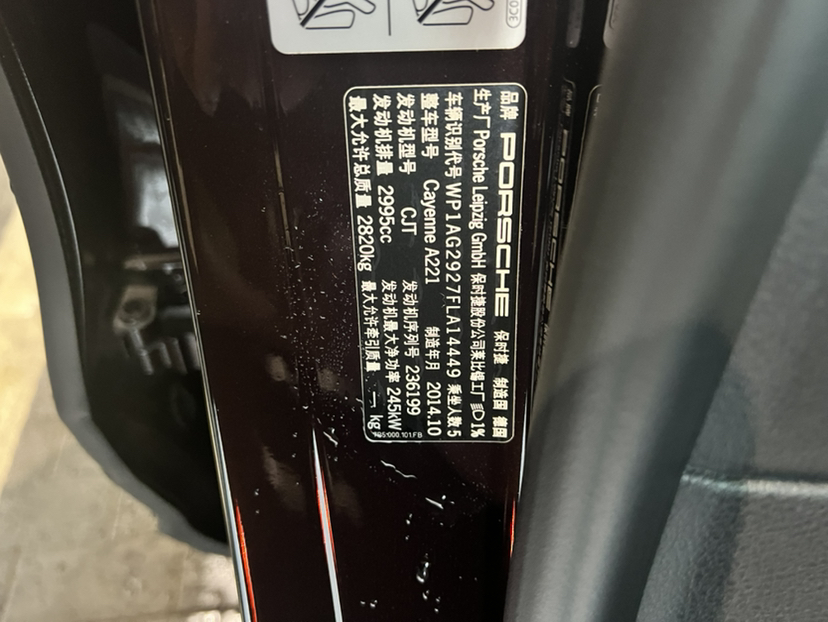 品牌 PORSCHE 保时捷 制造国 德国
生产厂 Porsche Leipzig GmbH 保时捷股份公司莱比锡工厂 1%
车辆识别代号 WP1AG2927FLA14449 乘坐人数 5
整车型号 Cayenne A221 制造年月 2014.10
发动机型号 CJT 发动机序列号 236199
发动机排量 2995cc 发动机最大净功率 245kW
最大允许总质量 2820kg 最大允许牵引质量 — kg